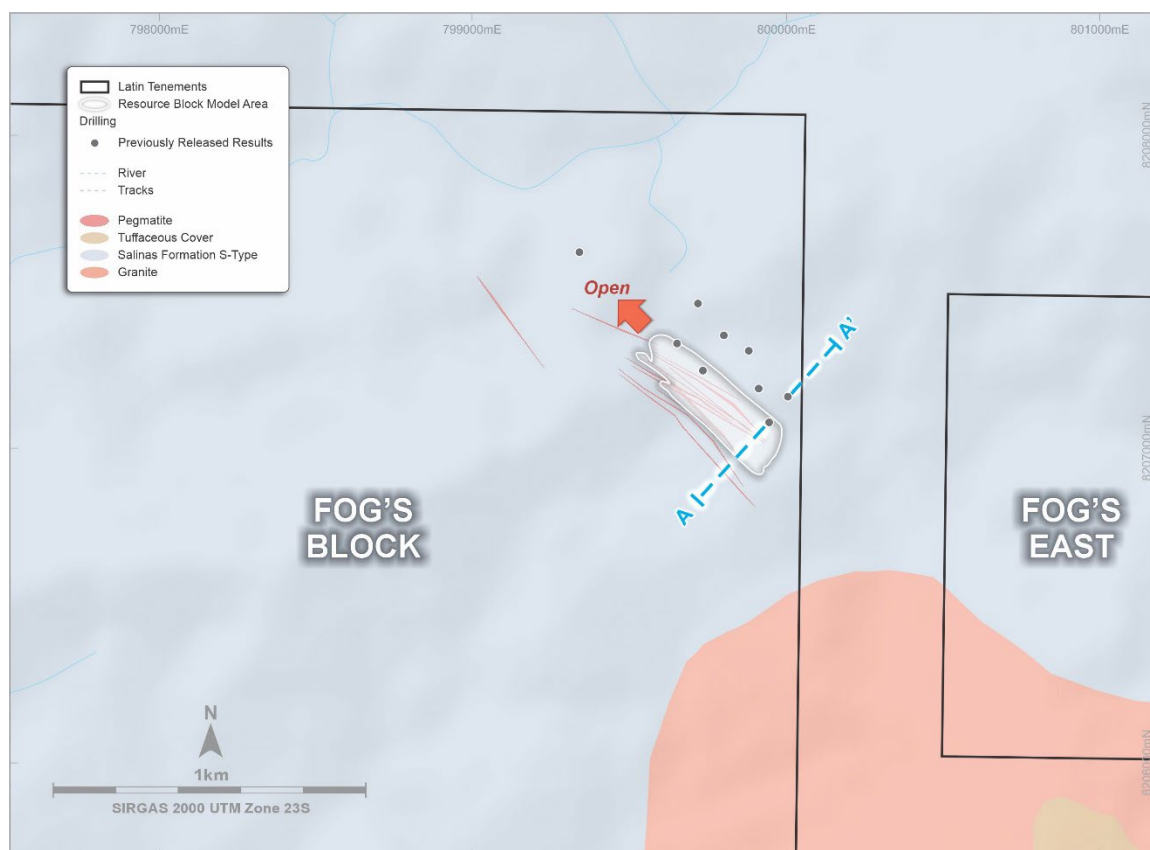 798000mE
799000mE
800000mE
801000mE
Latin Tenements
Resource Block Model Area
Drilling
Previously Released Results
River
Tracks
Pegmatite
Tuffaceous Cover
Salinas Formation S-Type
Granite
8208000mN
Open
A'
8207000mN
A
FOG'S
BLOCK
FOG'S
EAST
N
1km
SIRGAS 2000 UTM Zone 23S
8206000mN